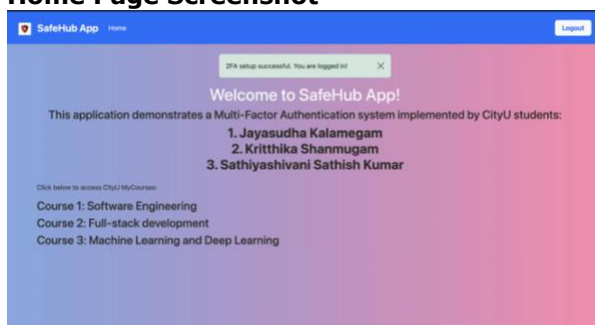 Home Page Screenshot
SafeHub App Home Logout
2FA setup successful. You are logged in!
Welcome to SafeHub App!
This application demonstrates a Multi-Factor Authentication system implemented by CityU students:
1. Jayasudha Kalamegam
2. Kritthika Shanmugam
3. Sathiyashivani Sathish Kumar
Click below to access CityU MyCourses:
Course 1: Software Engineering
Course 2: Full-stack development
Course 3: Machine Learning and Deep Learning